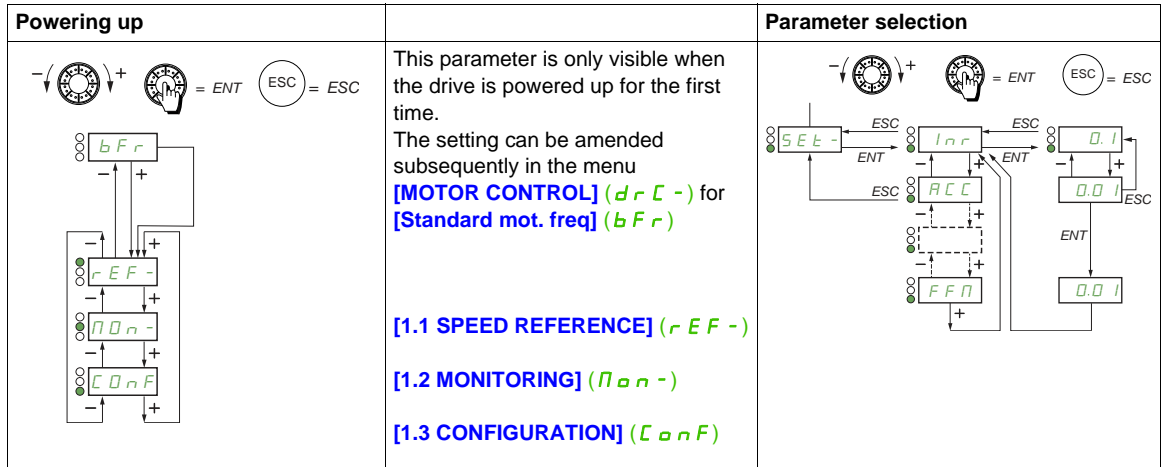 Powering up
Parameter selection
- + = ENT ESC = ESC
bFr
- +
- +
rEF-
- +
nOn-
- +
COnF
- +
This parameter is only visible when
the drive is powered up for the first
time.
The setting can be amended
subsequently in the menu
[MOTOR CONTROL] (drC-) for
[Standard mot. freq] (bFr)
[1.1 SPEED REFERENCE] (rEF-)
[1.2 MONITORING] (non-)
[1.3 CONFIGURATION] (ConF)
- + = ENT ESC = ESC
ESC ESC
SEt- Inr 0.1
ENT - + ENT - +
ESC ACC 0.01 ESC
- +
ENT
- +
FFn 0.01
+